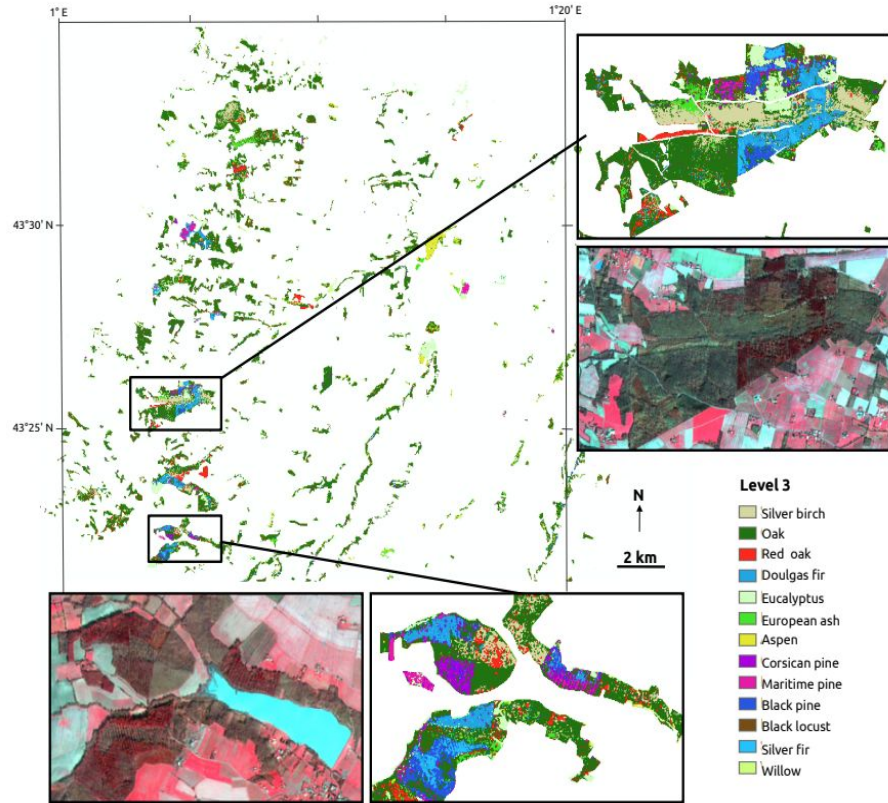 1° E
1° 20' E
43°30' N
43°25' N
N
2 km
Level 3
Silver birch
Oak
Red oak
Doulgas fir
Eucalyptus
European ash
Aspen
Corsican pine
Maritime pine
Black pine
Black locust
Silver fir
Willow